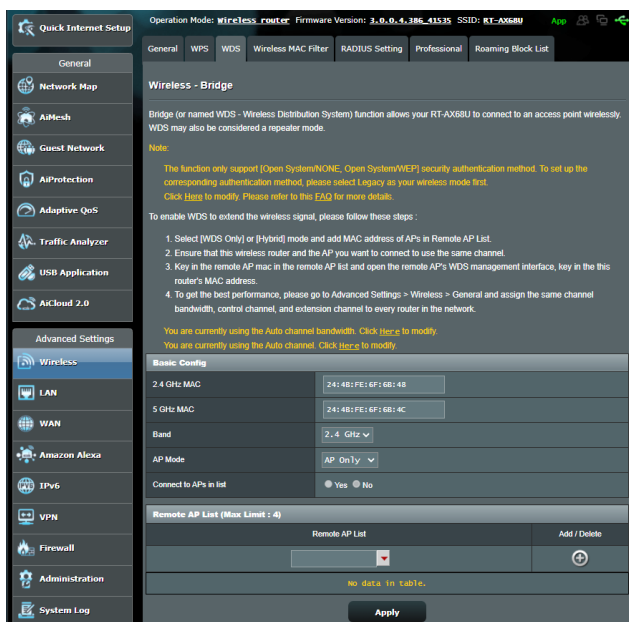 Quick Internet Setup
Operation Mode: Wireless router Firmware Version: 3.0.0.4.386_41535 SSID: RT-AX68U App
General WPS WDS Wireless MAC Filter RADIUS Setting Professional Roaming Block List
General
Network Map
AiMesh
Guest Network
AiProtection
Adaptive QoS
Traffic Analyzer
USB Application
AiCloud 2.0
Advanced Settings
Wireless
LAN
WAN
Amazon Alexa
IPv6
VPN
Firewall
Administration
System Log
Wireless - Bridge
Bridge (or named WDS - Wireless Distribution System) function allows your RT-AX68U to connect to an access point wirelessly.
WDS may also be considered a repeater mode.
Note:
The function only support [Open System/NONE, Open System/WEP] security authentication method. To set up the
corresponding authentication method, please select Legacy as your wireless mode first.
Click Here to modify. Please refer to this FAQ for more details.
To enable WDS to extend the wireless signal, please follow these steps :
1. Select [WDS Only] or [Hybrid] mode and add MAC address of APs in Remote AP List.
2. Ensure that this wireless router and the AP you want to connect to use the same channel.
3. Key in the remote AP mac in the remote AP list and open the remote AP's WDS management interface, key in the this
router's MAC address.
4. To get the best performance, please go to Advanced Settings > Wireless > General and assign the same channel
bandwidth, control channel, and extension channel to every router in the network.
You are currently using the Auto channel bandwidth. Click Here to modify.
You are currently using the Auto channel. Click Here to modify.
Basic Config
2.4 GHz MAC 24:4B:FE:6F:6B:48
5 GHz MAC 24:4B:FE:6F:6B:4C
Band 2.4 GHz
AP Mode AP Only
Connect to APs in list Yes No
Remote AP List (Max Limit : 4)
Remote AP List Add / Delete
No data in table.
Apply